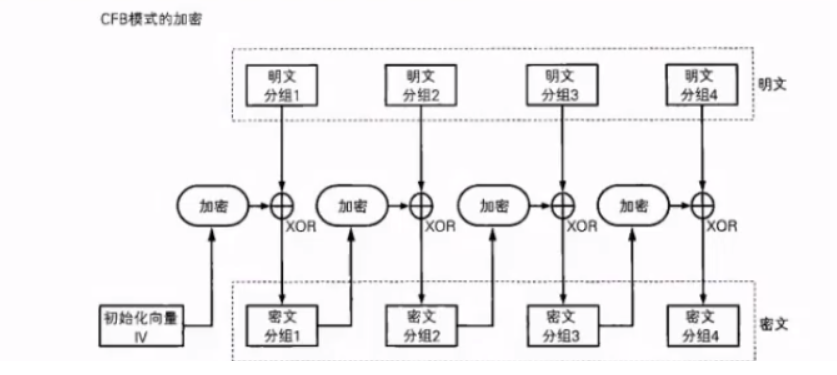 CFB模式的加密
明文
分组1
明文
分组2
明文
分组3
明文
分组4
明文
加密
XOR
加密
XOR
加密
XOR
加密
XOR
初始化向量
IV
密文
分组1
密文
分组2
密文
分组3
密文
分组4
密文